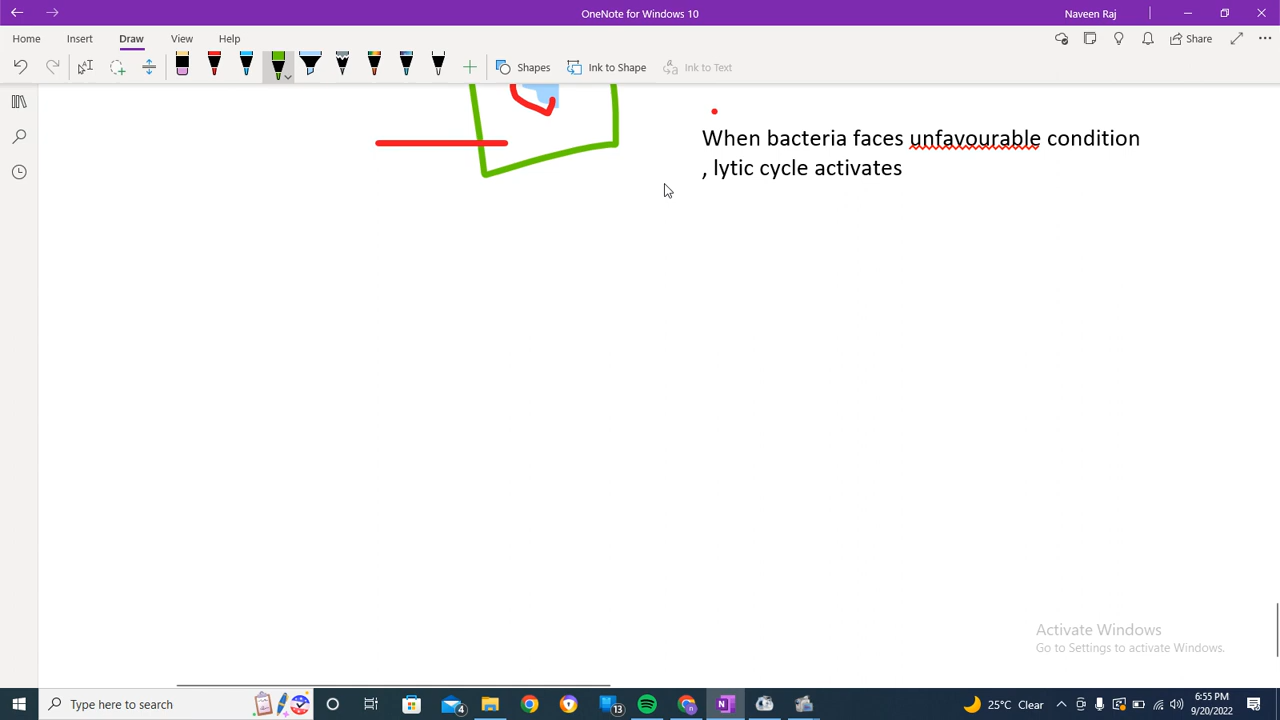 OneNote for Windows 10
Naveen Raj
Home
Insert
Draw
View
Help
Share
Shapes
Ink to Shape
Ink to Text
When bacteria faces unfavourable condition
, lytic cycle activates
Activate Windows
Go to Settings to activate Windows.
Type here to search
4
13
25°C Clear
6:55 PM
9/20/2022